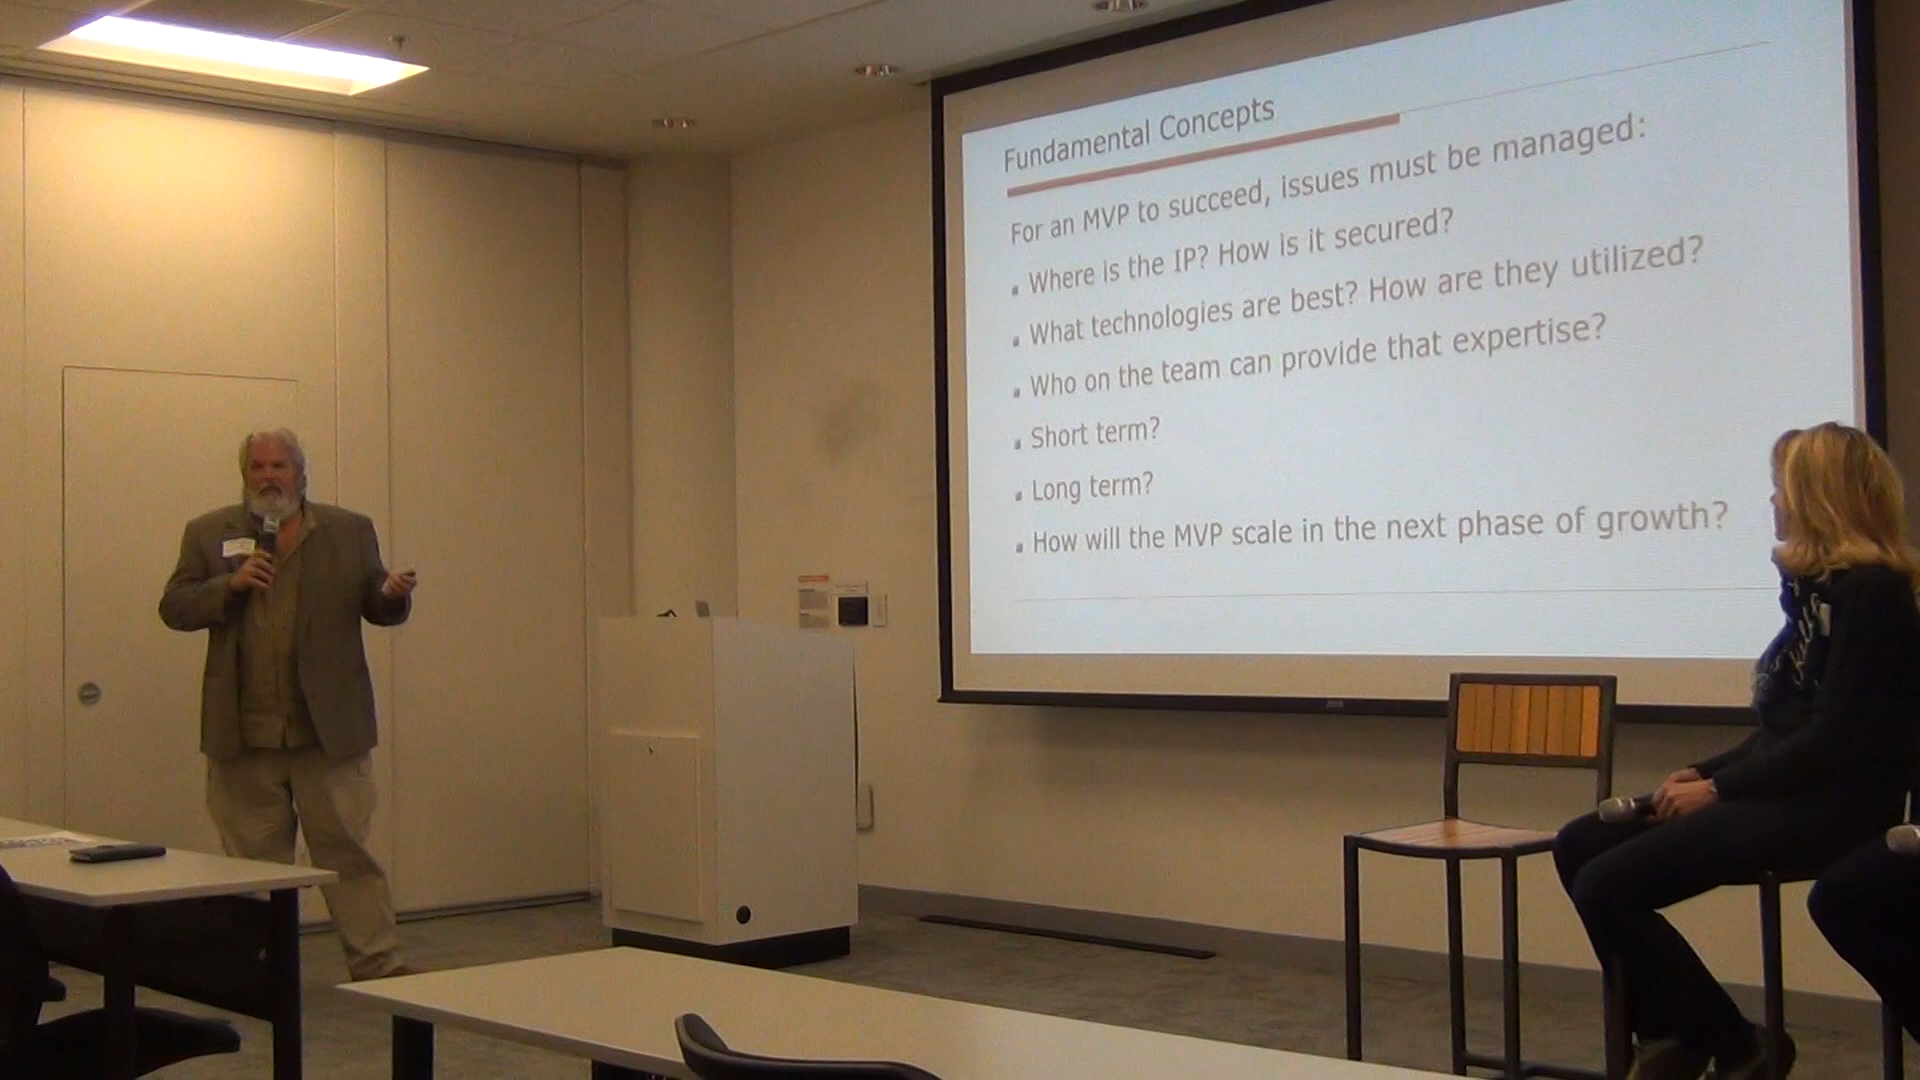 Fundamental Concepts
For an MVP to succeed, issues must be managed:
Where is the IP? How is it secured?
What technologies are best? How are they utilized?
Who on the team can provide that expertise?
Short term?
Long term?
How will the MVP scale in the next phase of growth?